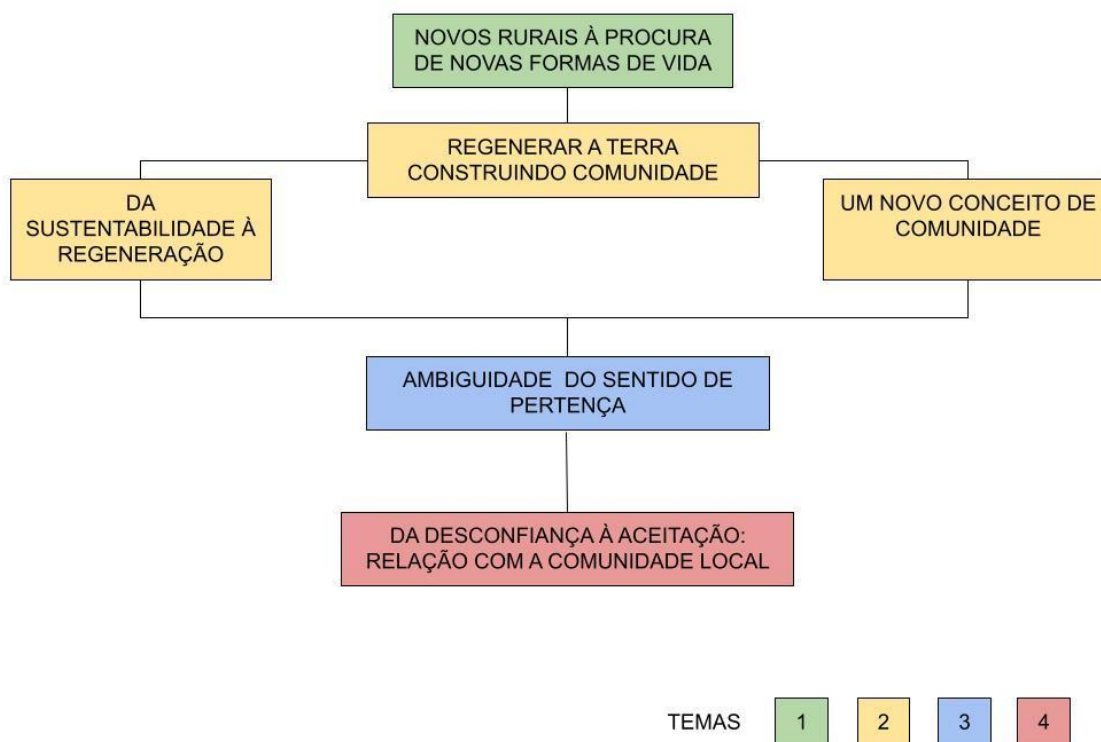 NOVOS RURAIS À PROCURA
DE NOVAS FORMAS DE VIDA
REGENERAR A TERRA
CONSTRUINDO COMUNIDADE
DA
SUSTENTABILIDADE À
REGENERAÇÃO
UM NOVO CONCEITO DE
COMUNIDADE
AMBIGUIDADE  DO SENTIDO DE
PERTENÇA
DA DESCONFIANÇA À ACEITAÇÃO:
RELAÇÃO COM A COMUNIDADE LOCAL
TEMAS 1 2 3 4